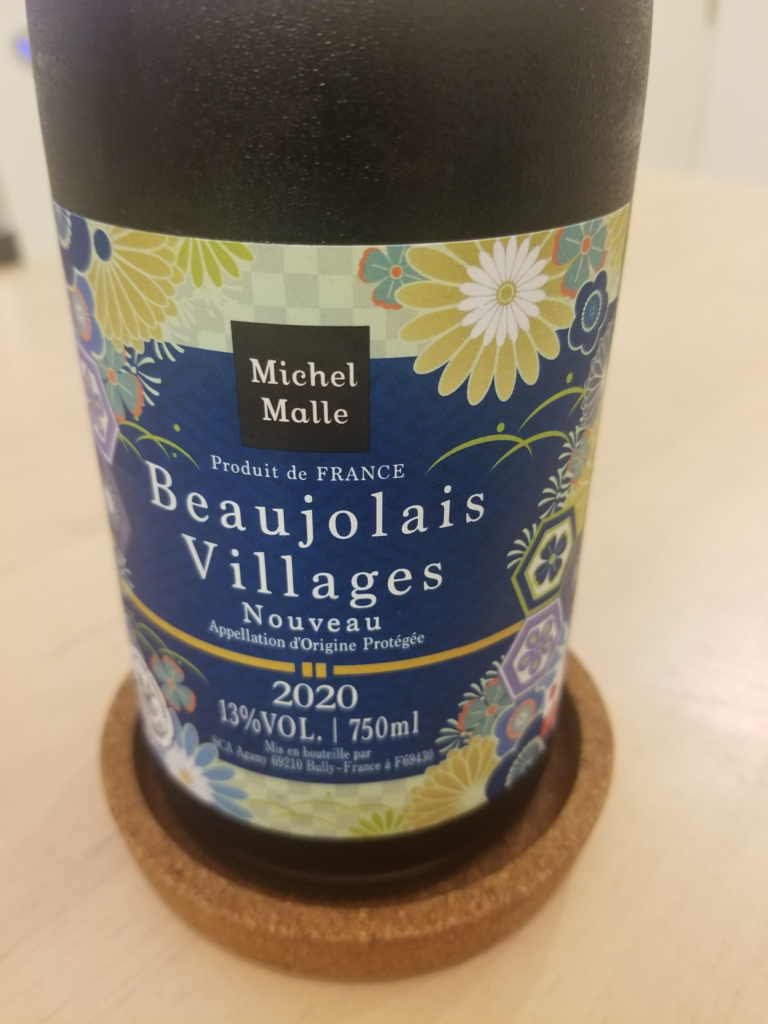 Michel
Malle
Produit de FRANCE
Beaujolais
Villages
Nouveau
Appellation d'Origine Protégée
2020
13%VOL. | 750ml
Mis en bouteille par
SCA Agamy 69210 Bully-France à F69430